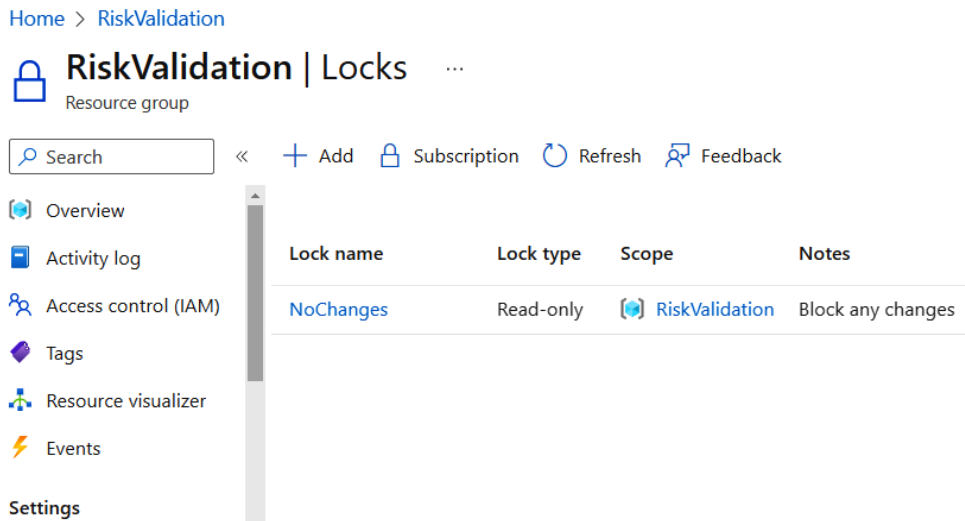 Home > RiskValidation
RiskValidation | Locks ...
Resource group
Search «
+ Add Subscription Refresh Feedback
Overview
Activity log
Access control (IAM)
Tags
Resource visualizer
Events
Settings
Lock name Lock type Scope Notes
NoChanges Read-only RiskValidation Block any changes